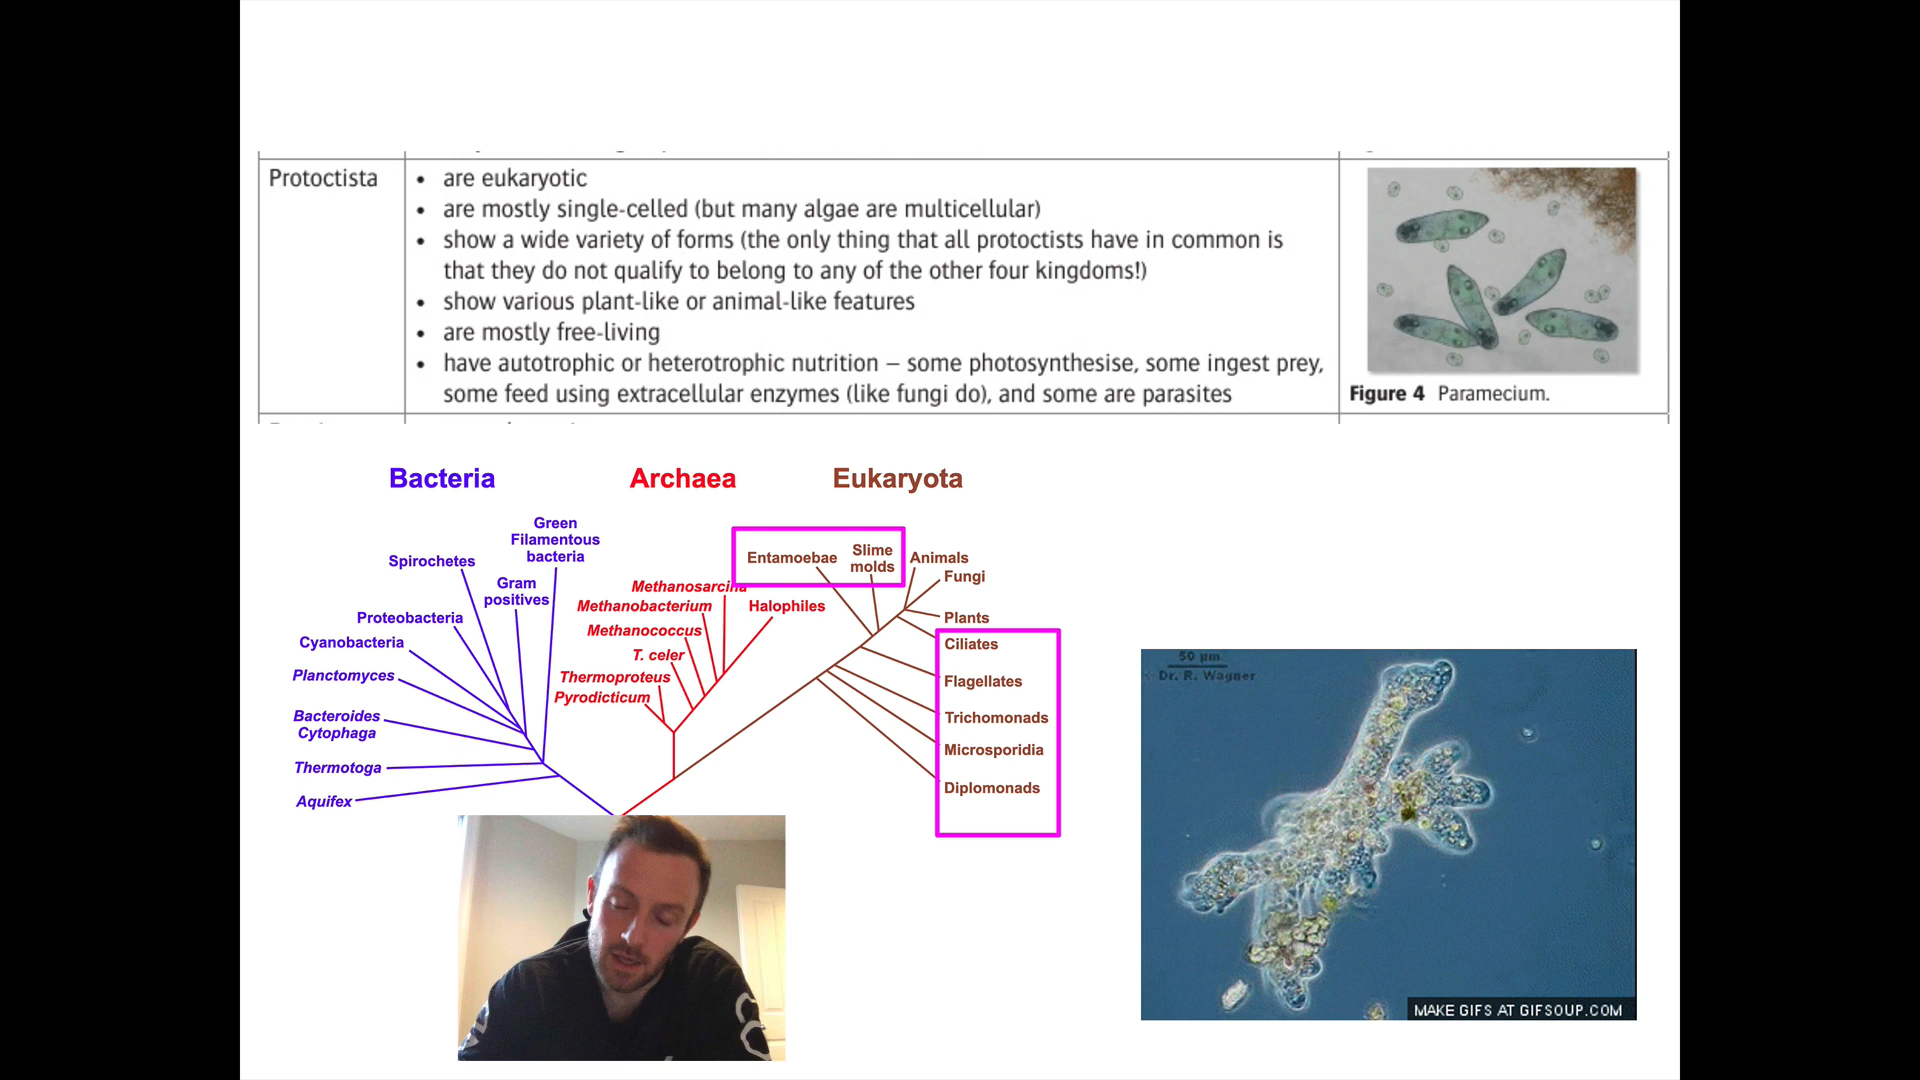 Protoctista
• are eukaryotic
• are mostly single-celled (but many algae are multicellular)
• show a wide variety of forms (the only thing that all protoctists have in common is
that they do not qualify to belong to any of the other four kingdoms!)
• show various plant-like or animal-like features
• are mostly free-living
• have autotrophic or heterotrophic nutrition – some photosynthesise, some ingest prey,
some feed using extracellular enzymes (like fungi do), and some are parasites
Figure 4 Paramecium.
Bacteria
Archaea
Eukaryota
Green
Filamentous
bacteria
Spirochetes
Gram
positives
Proteobacteria
Cyanobacteria
Planctomyces
Bacteroides
Cytophaga
Thermotoga
Aquifex
Methanosarcina
Methanobacterium
Halophiles
Methanococcus
T. celer
Thermoproteus
Pyrodicticum
Entamoebae
Slime
molds
Animals
Fungi
Plants
Ciliates
Flagellates
Trichomonads
Microsporidia
Diplomonads
50 µm
Dr. R. Wagner
MAKE GIFS AT GIFSOUP.COM